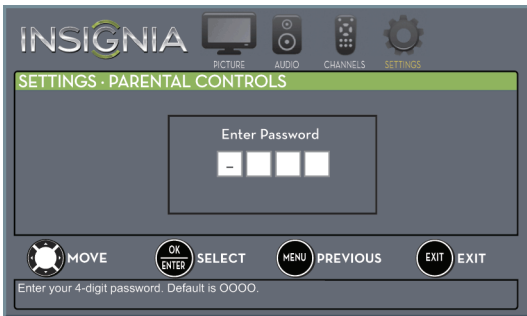 INSIGNIA
PICTURE AUDIO CHANNELS SETTINGS
SETTINGS · PARENTAL CONTROLS
Enter Password
–
MOVE OK ENTER SELECT MENU PREVIOUS EXIT EXIT
Enter your 4-digit password. Default is OOOO.